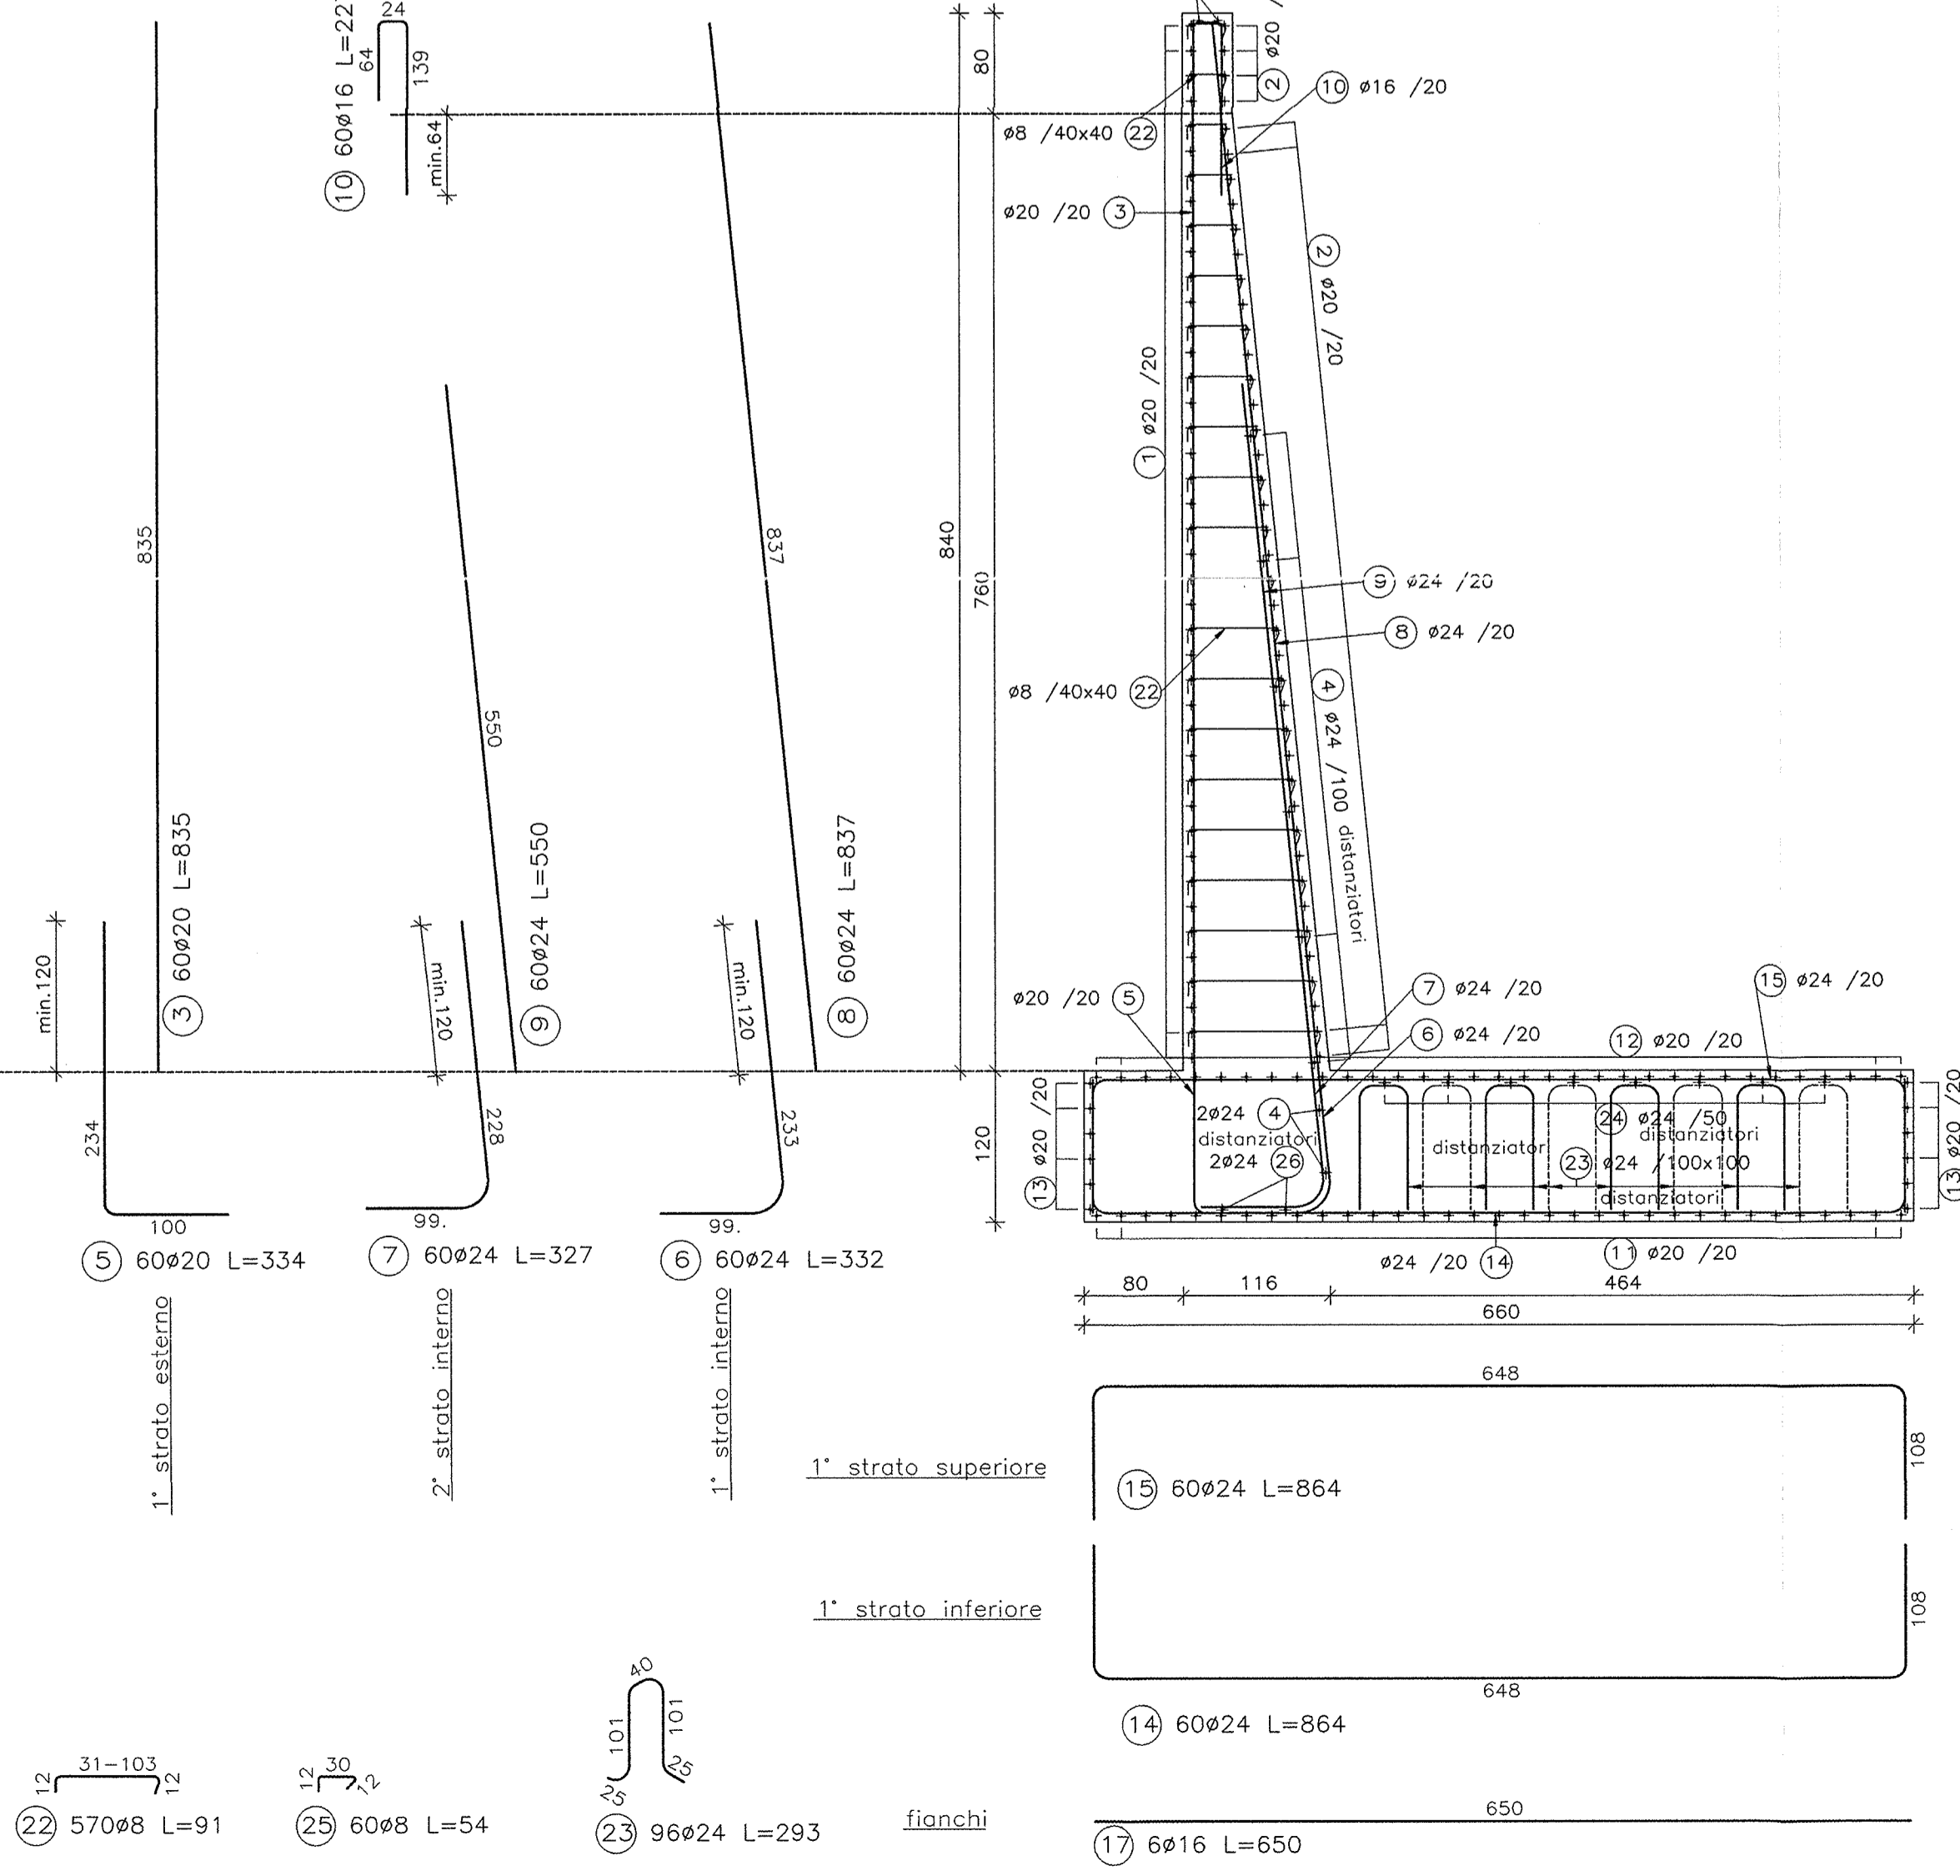 24
64
139
10 60ø16 L=227
min.64
835
3 60ø20 L=835
min.120
234
100
5 60ø20 L=334
1° strato esterno
550
9 60ø24 L=550
min.120
228
99.
7 60ø24 L=327
2° strato interno
837
8 60ø24 L=837
min.120
233
99.
6 60ø24 L=332
1° strato interno
80
840
760
120
2 ø20 /
10 ø16 /20
ø8 /40x40 22
ø20 /20 3
2 ø20 /20
1 ø20 /20
9 ø24 /20
8 ø24 /20
ø8 /40x40 22
4 ø24 /100 distanziatori
ø20 /20 5
7 ø24 /20
6 ø24 /20
15 ø24 /20
12 ø20 /20
13 ø20 /20
2ø24 4
distanziatori
2ø24 26
24 ø24 /50
distanziatori
distanziator
23 ø24 /100x100
distanziatori
13 ø20 /20
ø24 /20 14
11 ø20 /20
80
116
464
660
648
108
1° strato superiore
15 60ø24 L=864
1° strato inferiore
108
648
14 60ø24 L=864
12
31-103
12
22 570ø8 L=91
12
30
12
25 60ø8 L=54
40
101
101
25
25
23 96ø24 L=293
fianchi
650
17 6ø16 L=650